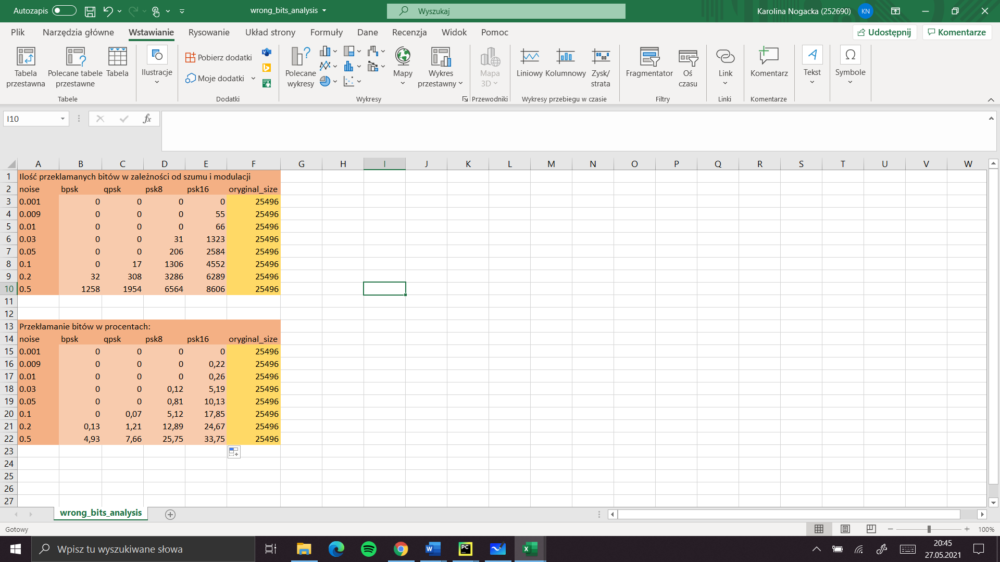 Autozapis
wrong_bits_analysis
Wyszukaj
Karolina Nogacka (252690)
KN
Plik Narzędzia główne Wstawianie Rysowanie Układ strony Formuły Dane Recenzja Widok Pomoc
Udostępnij
Komentarze
Tabela przestawna
Polecane tabele przestawne
Tabela
Ilustracje
Pobierz dodatki
Moje dodatki
Polecane wykresy
Mapy
Wykres przestawny
Mapa 3D
Liniowy
Kolumnowy
Zysk/strata
Fragmentator
Oś czasu
Link
Komentarz
Tekst
Symbole
Tabele
Dodatki
Wykresy
Przewodniki
Wykresy przebiegu w czasie
Filtry
Linki
Komentarze
I10
fx
A B C D E F G H I J K L M N O P Q R S T U V W
1 Ilość przeklamanych bitów w zależności od szumu i modulacji
2 noise bpsk qpsk psk8 psk16 oryginal_size
3 0.001 0 0 0 0 25496
4 0.009 0 0 0 55 25496
5 0.01 0 0 0 66 25496
6 0.03 0 0 31 1323 25496
7 0.05 0 0 206 2584 25496
8 0.1 0 17 1306 4552 25496
9 0.2 32 308 3286 6289 25496
10 0.5 1258 1954 6564 8606 25496
11
12
13 Przekłamanie bitów w procentach:
14 noise bpsk qpsk psk8 psk16 oryginal_size
15 0.001 0 0 0 0 25496
16 0.009 0 0 0 0,22 25496
17 0.01 0 0 0 0,26 25496
18 0.03 0 0 0,12 5,19 25496
19 0.05 0 0 0,81 10,13 25496
20 0.1 0 0,07 5,12 17,85 25496
21 0.2 0,13 1,21 12,89 24,67 25496
22 0.5 4,93 7,66 25,75 33,75 25496
23
24
25
26
27
wrong_bits_analysis
Gotowy
100%
Wpisz tu wyszukiwane słowa
20:45
27.05.2021